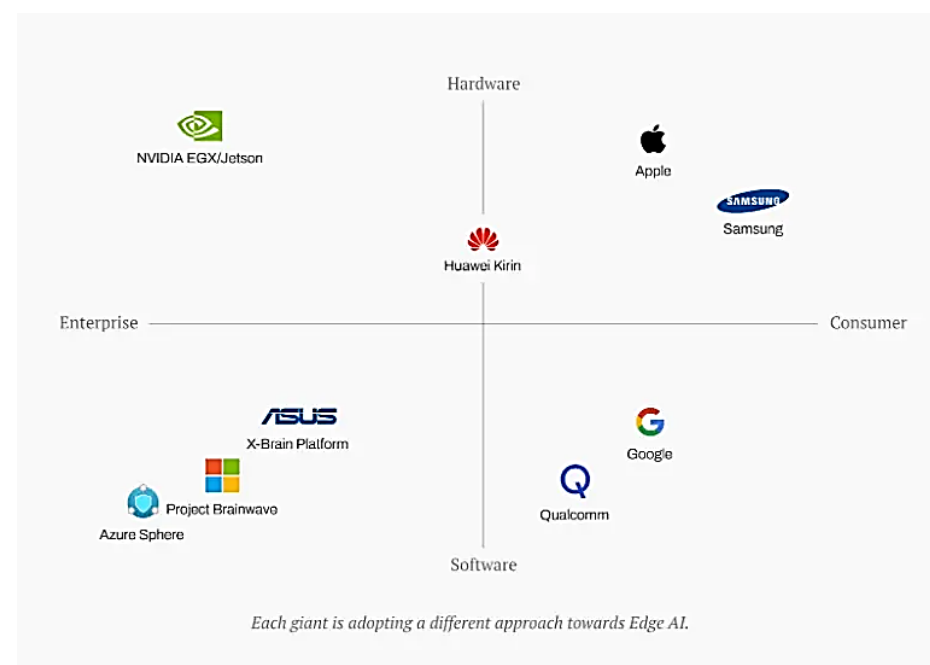 Hardware
NVIDIA EGX/Jetson
Apple
SAMSUNG
Samsung
Huawei Kirin
Enterprise
Consumer
ASUS
X-Brain Platform
Google
Project Brainwave
Qualcomm
Azure Sphere
Software
Each giant is adopting a different approach towards Edge AI.